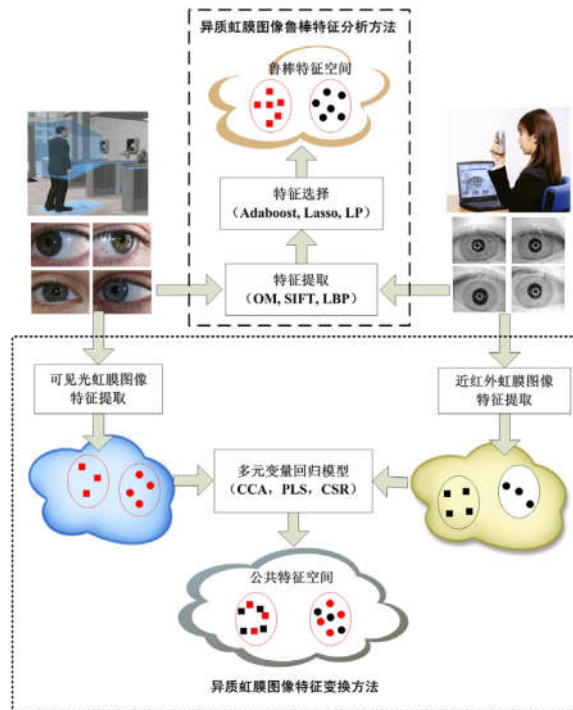 异质虹膜图像鲁棒特征分析方法
鲁棒特征空间
特征选择
（Adaboost, Lasso, LP）
特征提取
（OM, SIFT, LBP）
可见光虹膜图像
特征提取
近红外虹膜图像
特征提取
多元变量回归模型
（CCA，PLS，CSR）
公共特征空间
异质虹膜图像特征变换方法